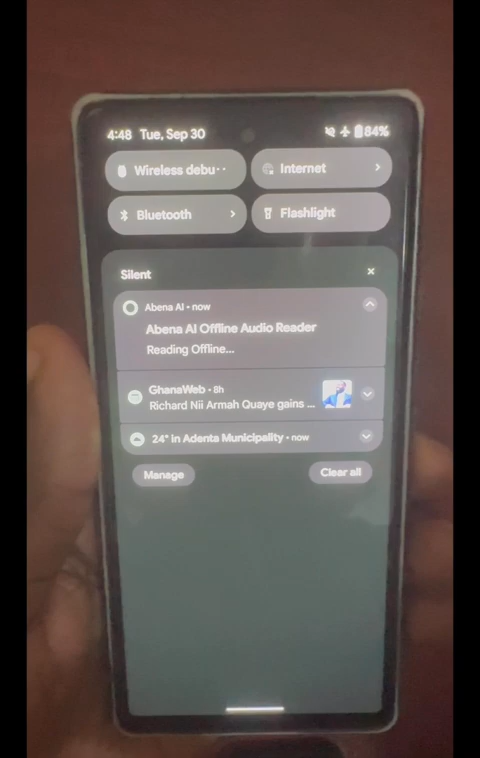 4:48 Tue, Sep 30
84%
Wireless debu··
Internet
Bluetooth
Flashlight
Silent
Abena AI • now
Abena AI Offline Audio Reader
Reading Offline...
GhanaWeb • 8h
Richard Nii Armah Quaye gains ...
24° in Adenta Municipality • now
Manage
Clear all